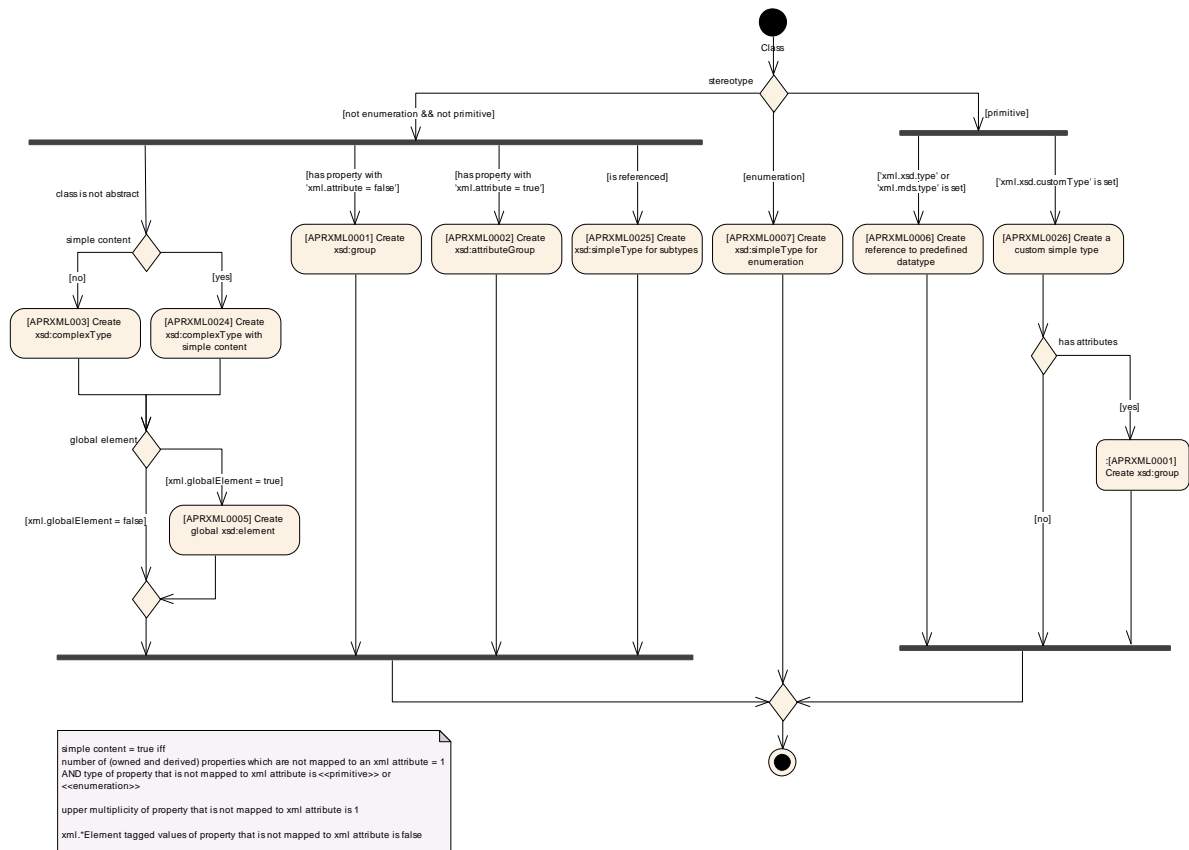 Class
stereotype
[not enumeration && not primitive]
[primitive]
class is not abstract
[has property with
'xml.attribute = false']
[has property with
'xml.attribute = true']
[is referenced]
[enumeration]
['xml.xsd.type' or
'xml.mds.type' is set]
['xml.xsd.customType' is set]
simple content
[no]
[yes]
[APRXML0001] Create
xsd:group
[APRXML0002] Create
xsd:attributeGroup
[APRXML0025] Create
xsd:simpleType for subtypes
[APRXML0007] Create
xsd:simpleType for
enumeration
[APRXML0006] Create
reference to predefined
datatype
[APRXML0026] Create a
custom simple type
[APRXML003] Create
xsd:complexType
[APRXML0024] Create
xsd:complexType with
simple content
has attributes
[yes]
global element
[xml.globalElement = true]
:[APRXML0001]
Create xsd:group
[xml.globalElement = false]
[APRXML0005] Create
global xsd:element
[no]
simple content = true iff
number of (owned and derived) properties which are not mapped to an xml attribute = 1
AND type of property that is not mapped to xml attribute is <<primitive>> or
<<enumeration>>
upper multiplicity of property that is not mapped to xml attribute is 1
xml.*Element tagged values of property that is not mapped to xml attribute is false